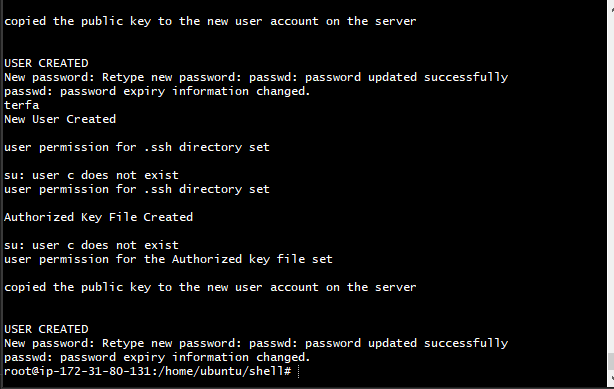 copied the public key to the new user account on the server
USER CREATED
New password: Retype new password: passwd: password updated successfully
passwd: password expiry information changed.
terfa
New User Created
user permission for .ssh directory set
su: user c does not exist
user permission for .ssh directory set
Authorized Key File Created
su: user c does not exist
user permission for the Authorized key file set
copied the public key to the new user account on the server
USER CREATED
New password: Retype new password: passwd: password updated successfully
passwd: password expiry information changed.
root@ip-172-31-80-131:/home/ubuntu/shell#